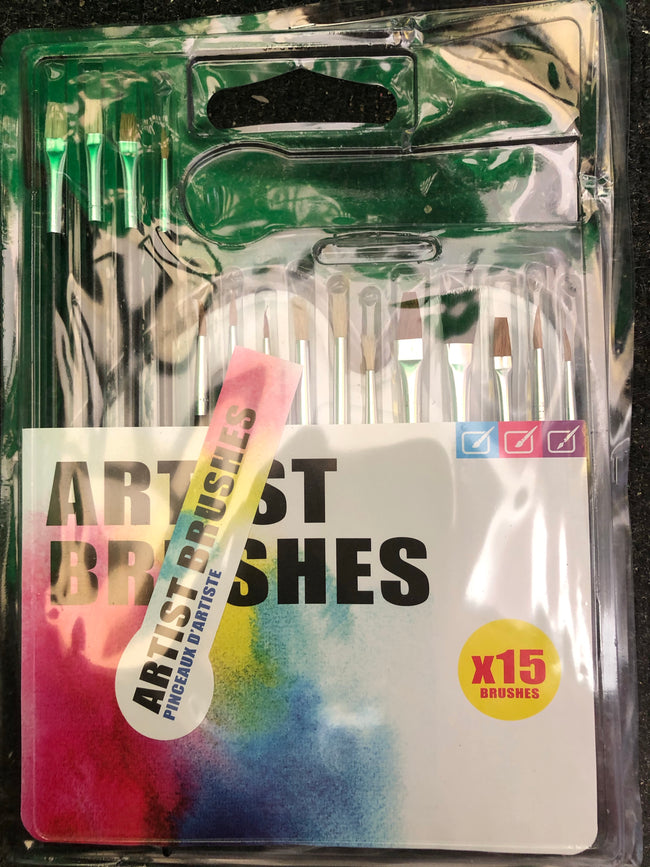 ARTIST
BRUSHES
ARTIST BRUSHES
PINCEAUX D'ARTISTE
x15
BRUSHES